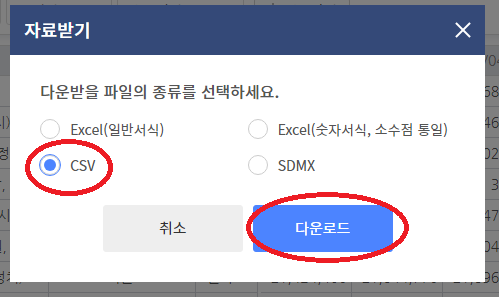 자료받기
다운받을 파일의 종류를 선택하세요.
Excel(일반서식) Excel(숫자서식, 소수점 통일)
CSV SDMX
취소 다운로드